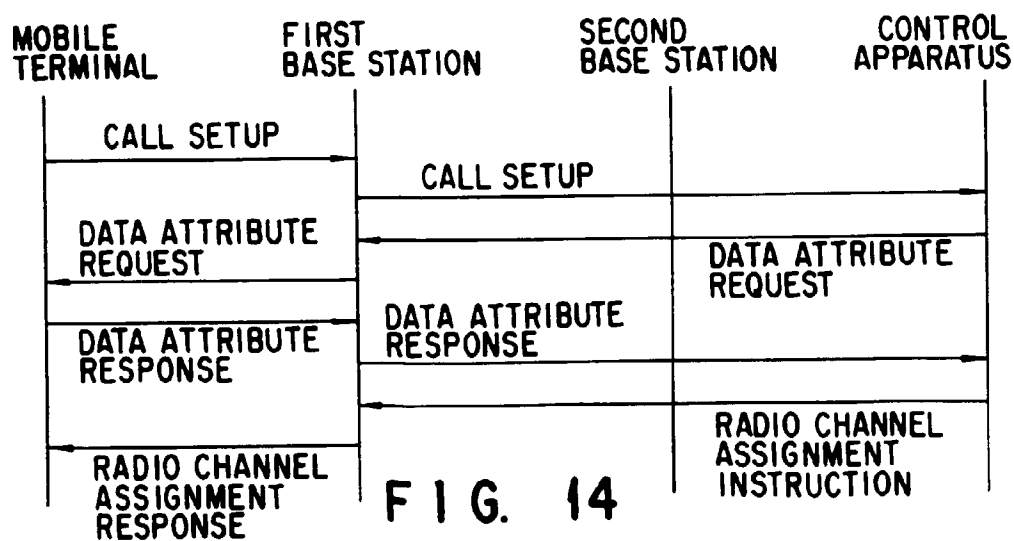 MOBILE
TERMINAL
FIRST
BASE STATION
SECOND
BASE STATION
CONTROL
APPARATUS
CALL SETUP
CALL SETUP
DATA ATTRIBUTE
REQUEST
DATA ATTRIBUTE
REQUEST
DATA ATTRIBUTE
RESPONSE
DATA ATTRIBUTE
RESPONSE
RADIO CHANNEL
ASSIGNMENT
INSTRUCTION
RADIO CHANNEL
ASSIGNMENT
RESPONSE
FIG. 14